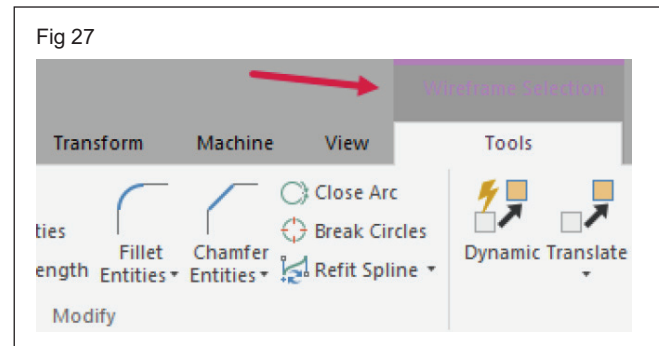 Fig 27
Wireframe Selection
Transform Machine View Tools
Close Arc
ties Break Circles
Fillet Chamfer Dynamic Translate
ength Entities Entities Refit Spline
Modify